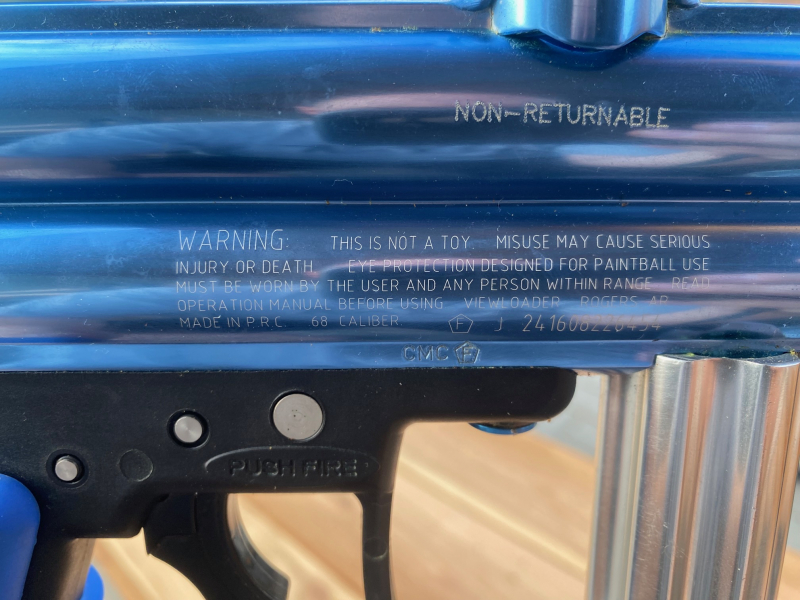 NON-RETURNABLE
WARNING: THIS IS NOT A TOY. MISUSE MAY CAUSE SERIOUS
INJURY OR DEATH. EYE PROTECTION DESIGNED FOR PAINTBALL USE
MUST BE WORN BY THE USER AND ANY PERSON WITHIN RANGE. READ
OPERATION MANUAL BEFORE USING. VIEWLOADER ROGERS, AR
MADE IN P.R.C. 68 CALIBER F J
CMC F
PUSH FIRE